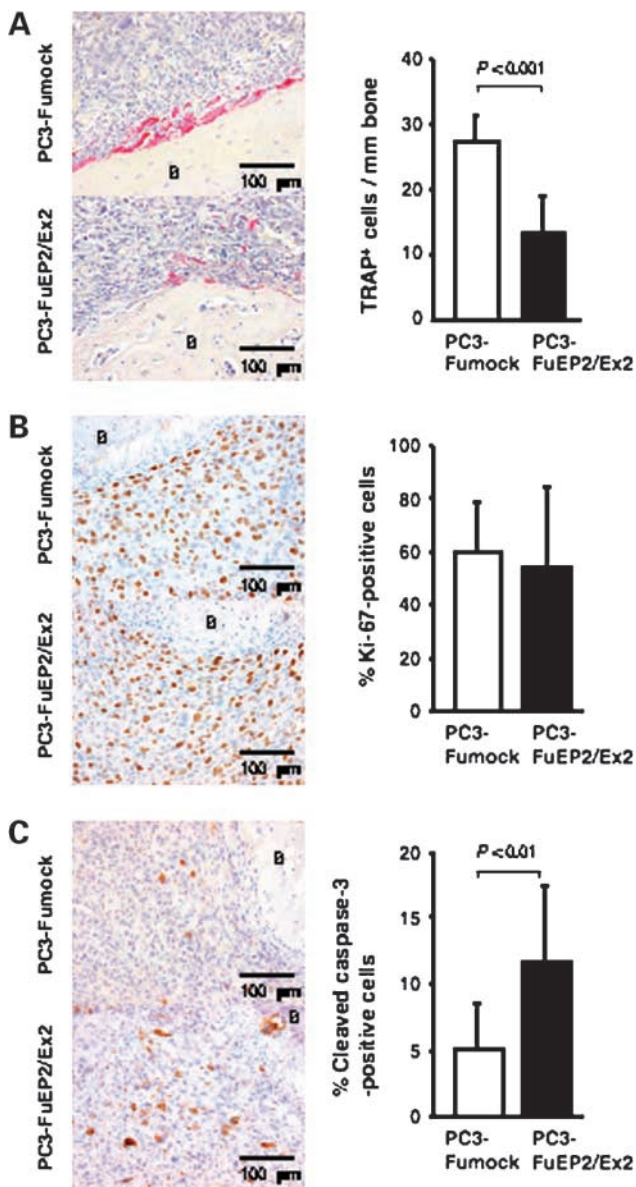 A
PC3-Fumock
B
100 µm
PC3-FuEP2/Ex2
B
100 µm
TRAP⁺ cells / mm bone
40
30
20
10
0
P<0.001
PC3-
Fumock
PC3-
FuEP2/Ex2
B
PC3-Fumock
B
100 µm
PC3-FuEP2/Ex2
B
100 µm
% Ki-67-positive cells
100
80
60
40
20
0
PC3-
Fumock
PC3-
FuEP2/Ex2
C
PC3-Fumock
B
100 µm
PC3-FuEP2/Ex2
B
100 µm
% Cleaved caspase-3
-positive cells
20
15
10
5
0
P<0.01
PC3-
Fumock
PC3-
FuEP2/Ex2